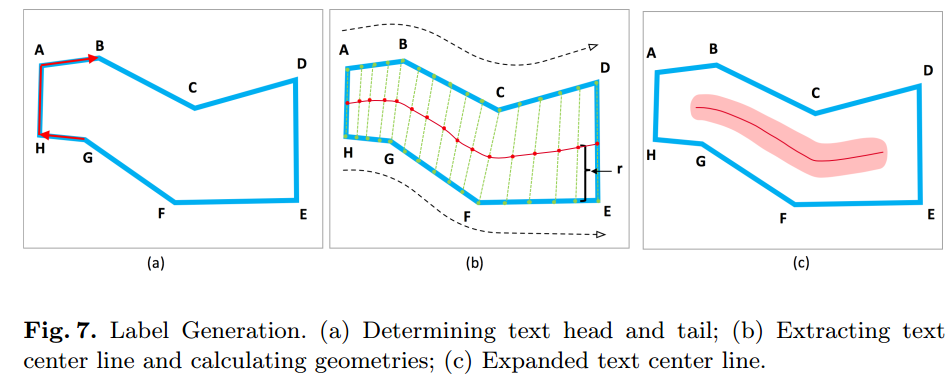 A
B
C
D
H
G
F
E
(a)
A
B
C
D
H
G
F
E
r
(b)
A
B
C
D
H
G
F
E
(c)
Fig. 7. Label Generation. (a) Determining text head and tail; (b) Extracting text
center line and calculating geometries; (c) Expanded text center line.